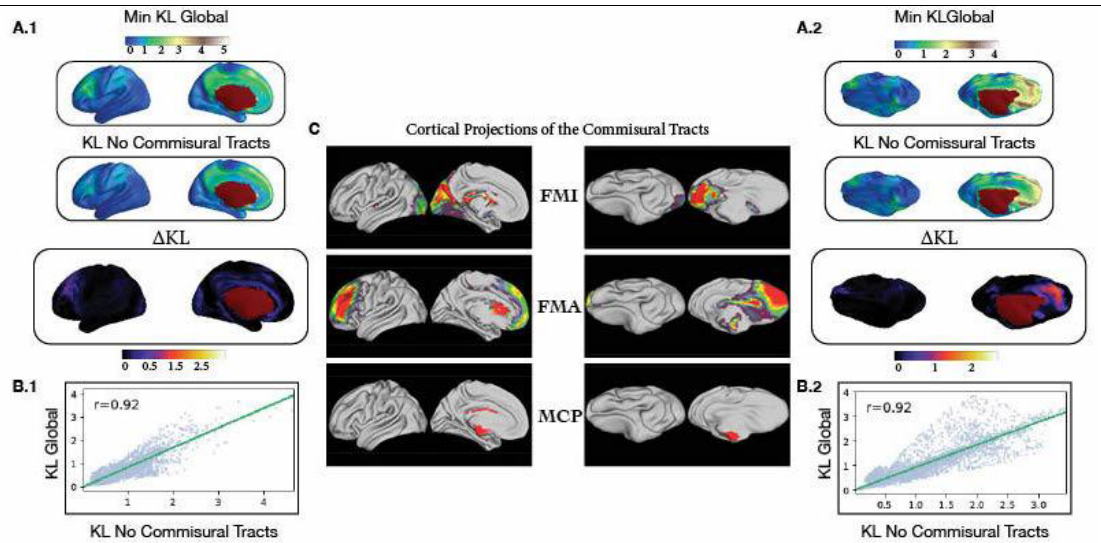 A.1
Min KL Global
0 1 2 3 4 5
KL No Commisural Tracts
ΔKL
0 0.5 1.5 2.5
B.1
r=0.92
KL Global
4
3
2
1
0
1 2 3 4
KL No Commisural Tracts
C
Cortical Projections of the Commisural Tracts
FMI
FMA
MCP
A.2
Min KLGlobal
0 1 2 3 4
KL No Comissural Tracts
ΔKL
0 1 2
B.2
r=0.92
KL Global
4
3
2
1
0
0.5 1.0 1.5 2.0 2.5 3.0
KL No Commisural Tracts